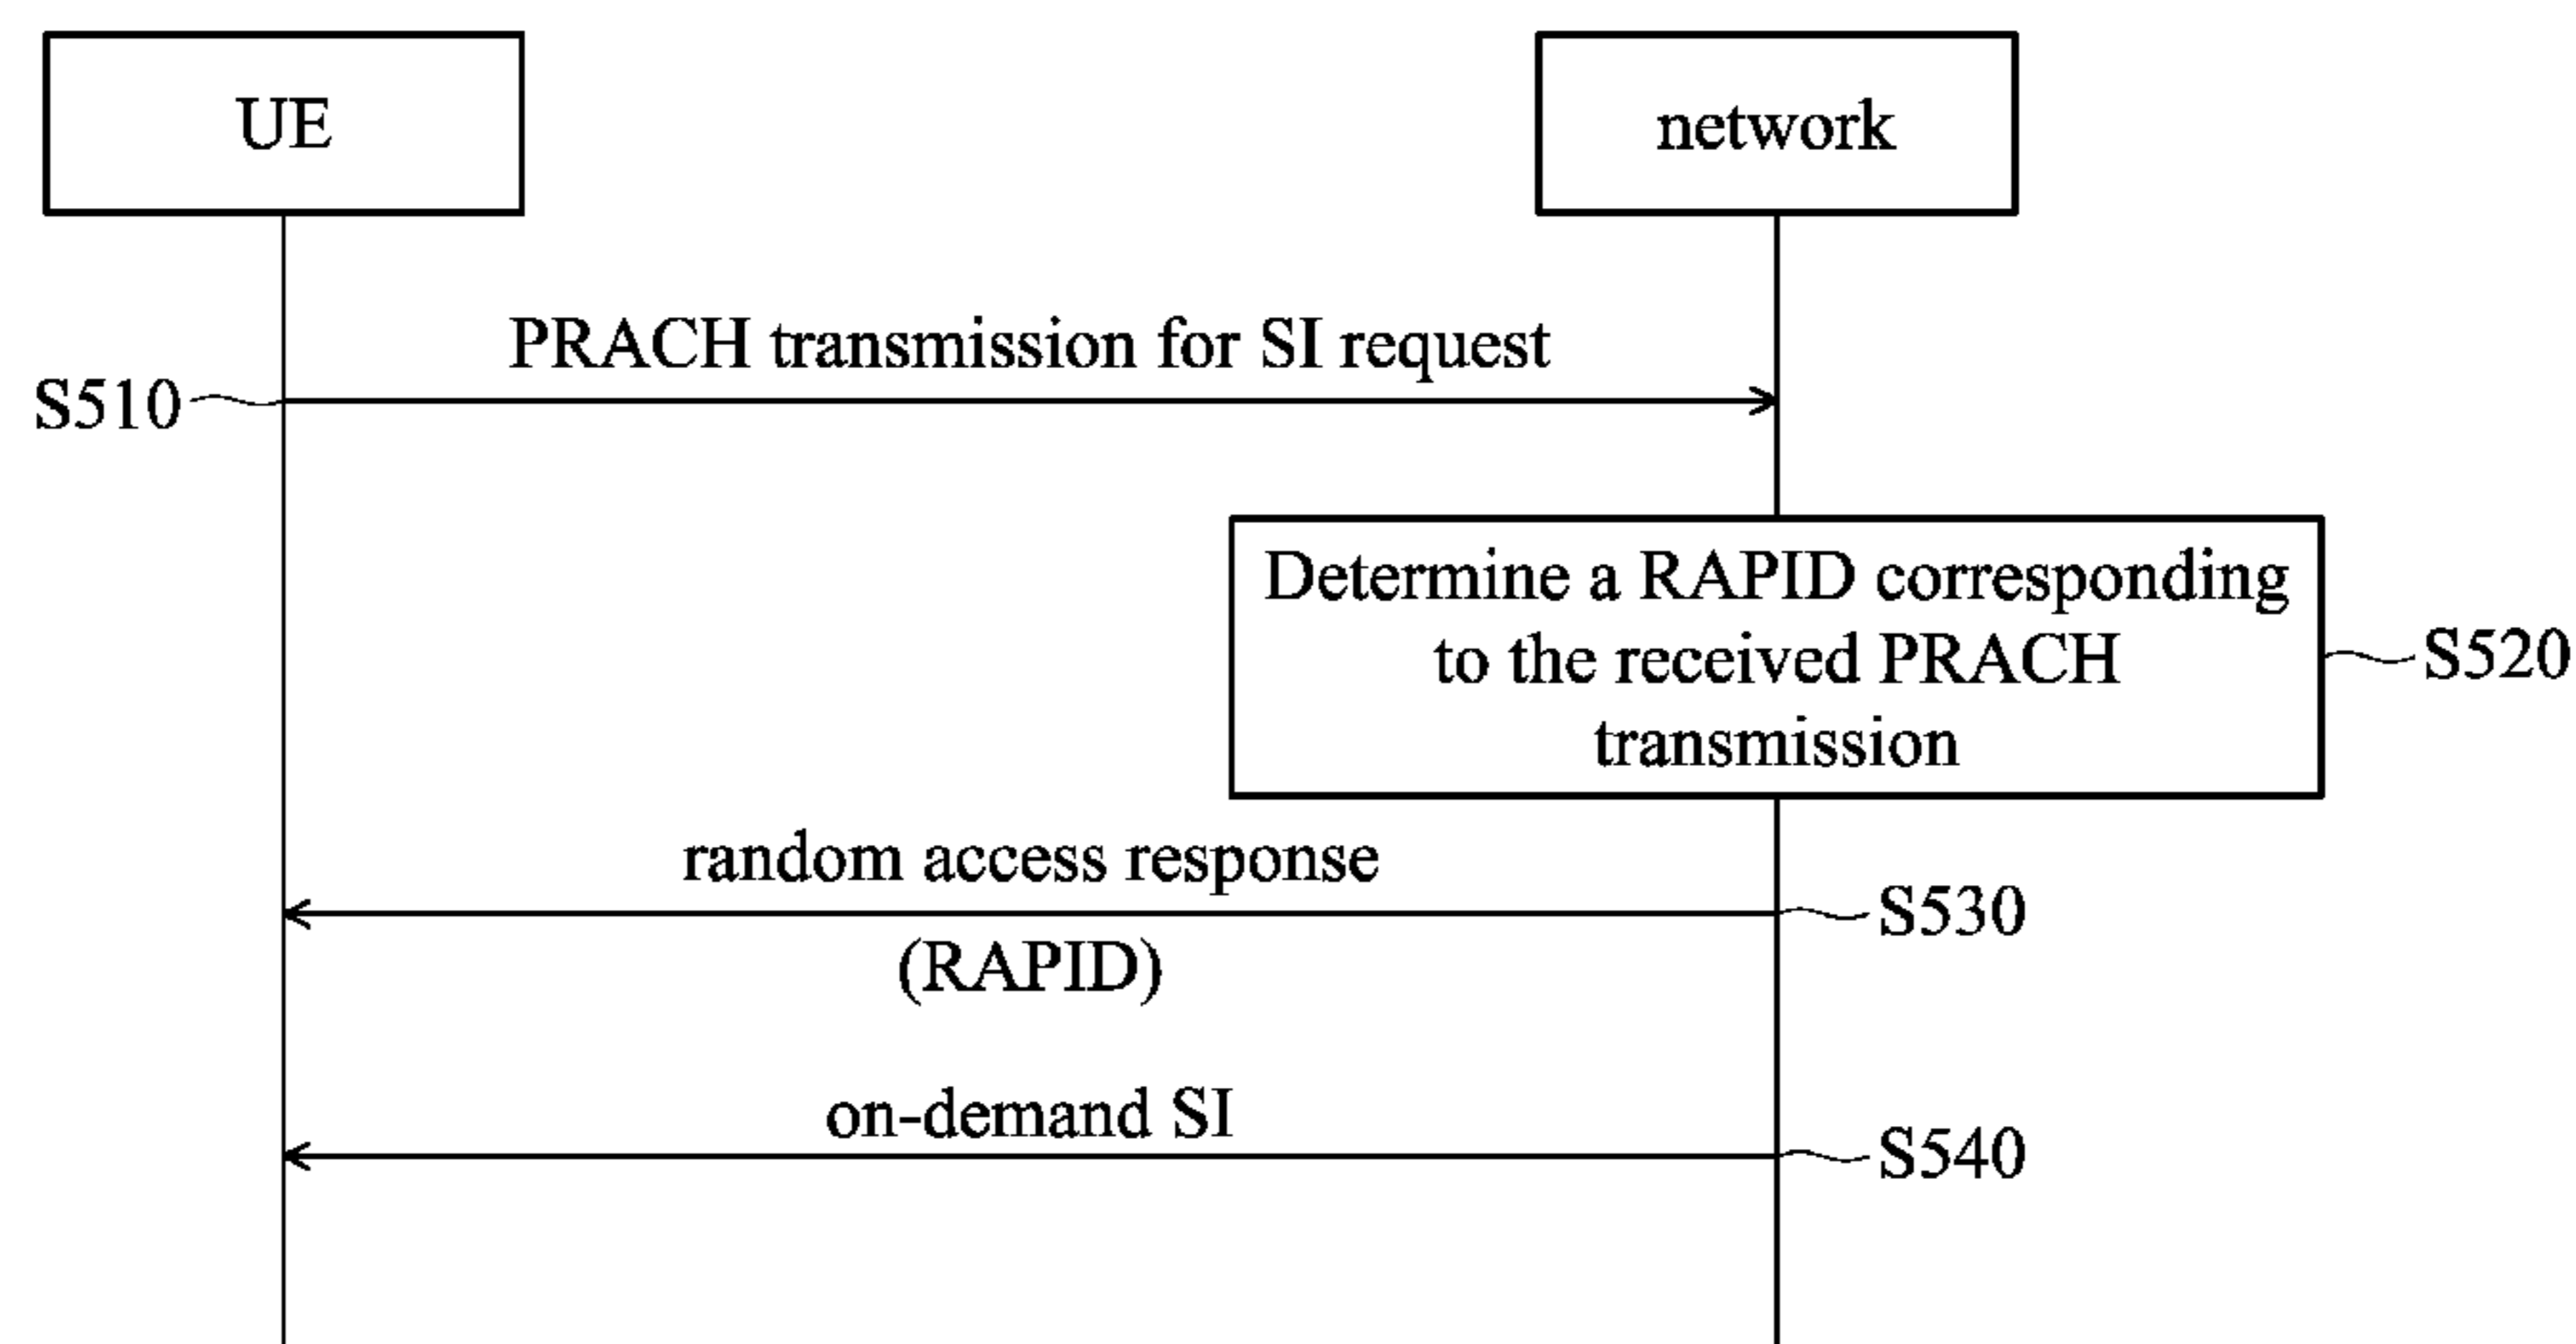 UE
network
PRACH transmission for SI request
S510
Determine a RAPID corresponding
to the received PRACH
transmission
S520
random access response
S530
(RAPID)
on-demand SI
S540